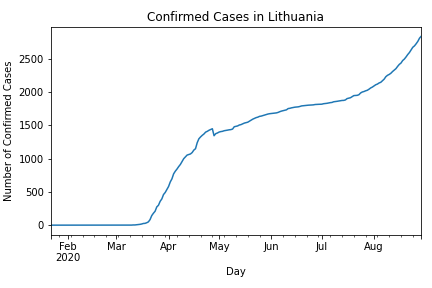 Confirmed Cases in Lithuania
Number of Confirmed Cases
2500
2000
1500
1000
500
0
Feb Mar Apr May Jun Jul Aug
2020
Day